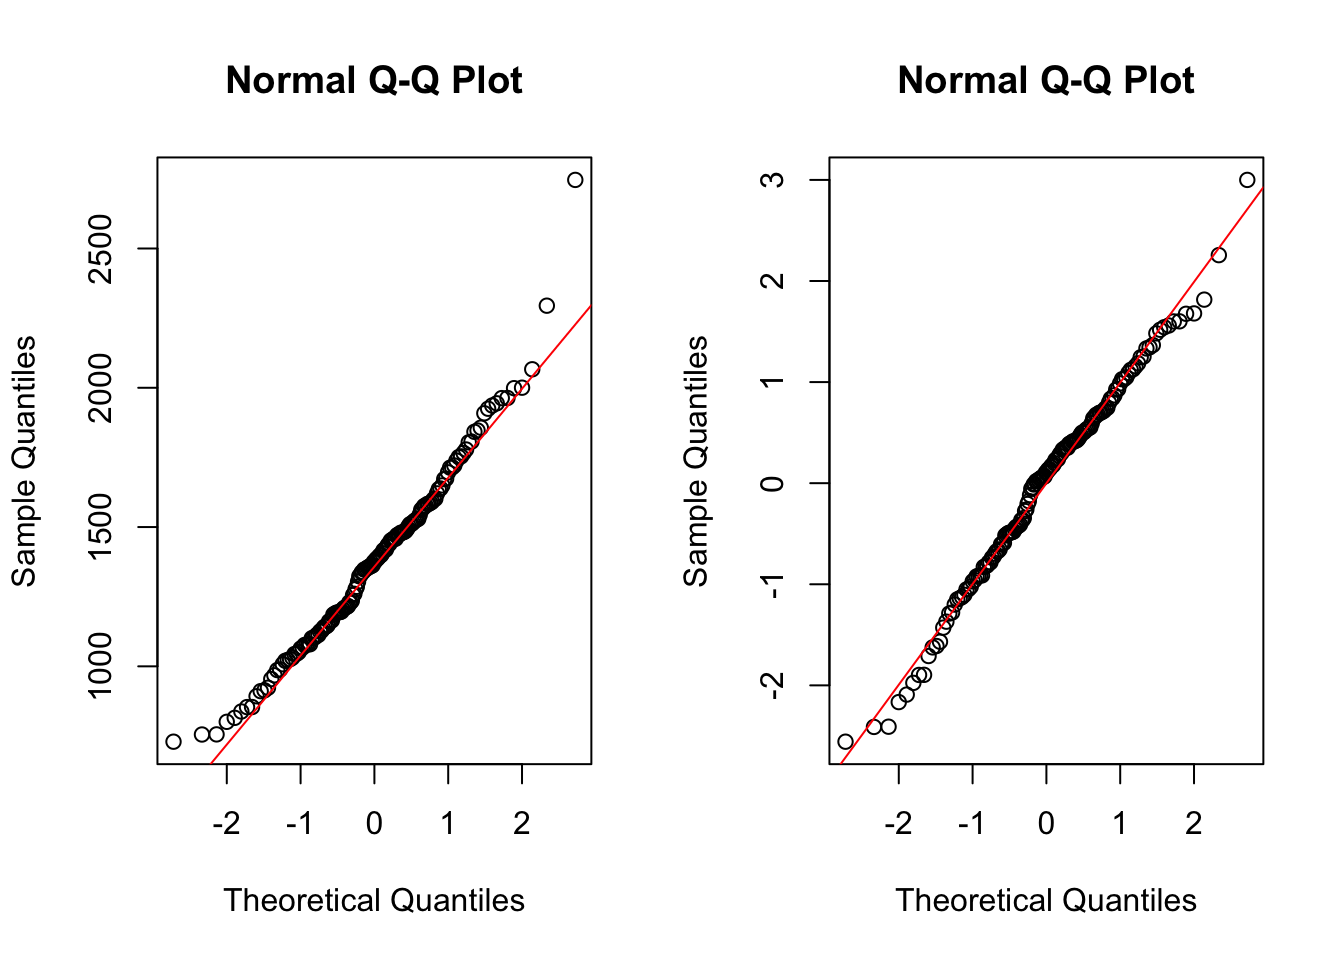 Normal Q-Q Plot
Sample Quantiles
2500
2000
1500
1000
-2 -1 0 1 2
Theoretical Quantiles
Normal Q-Q Plot
Sample Quantiles
3
2
1
0
-1
-2
-2 -1 0 1 2
Theoretical Quantiles